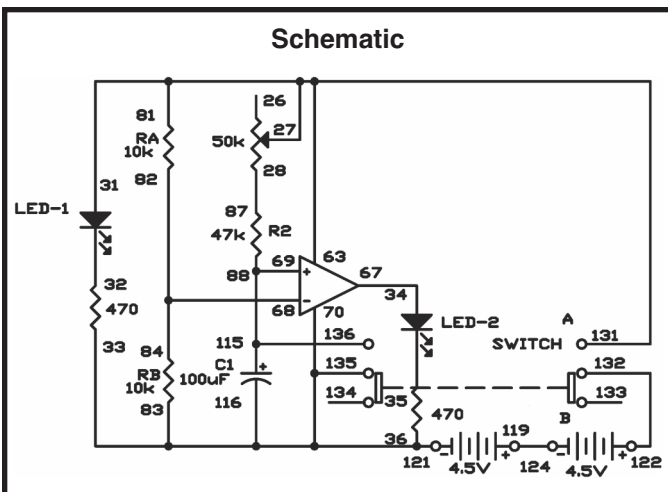 Schematic
26
81
27
RA
50k
10k
28
82
31
87
63
LED-1
47k
R2
69
+
67
88
34
32
68
-
70
470
LED-2
A
115
136
SWITCH
131
33
84
C1
+
135
132
RB
100uF
10k
134
35
133
83
116
B
470
36
119
121
-
+
124
-
+
122
4.5V
4.5V